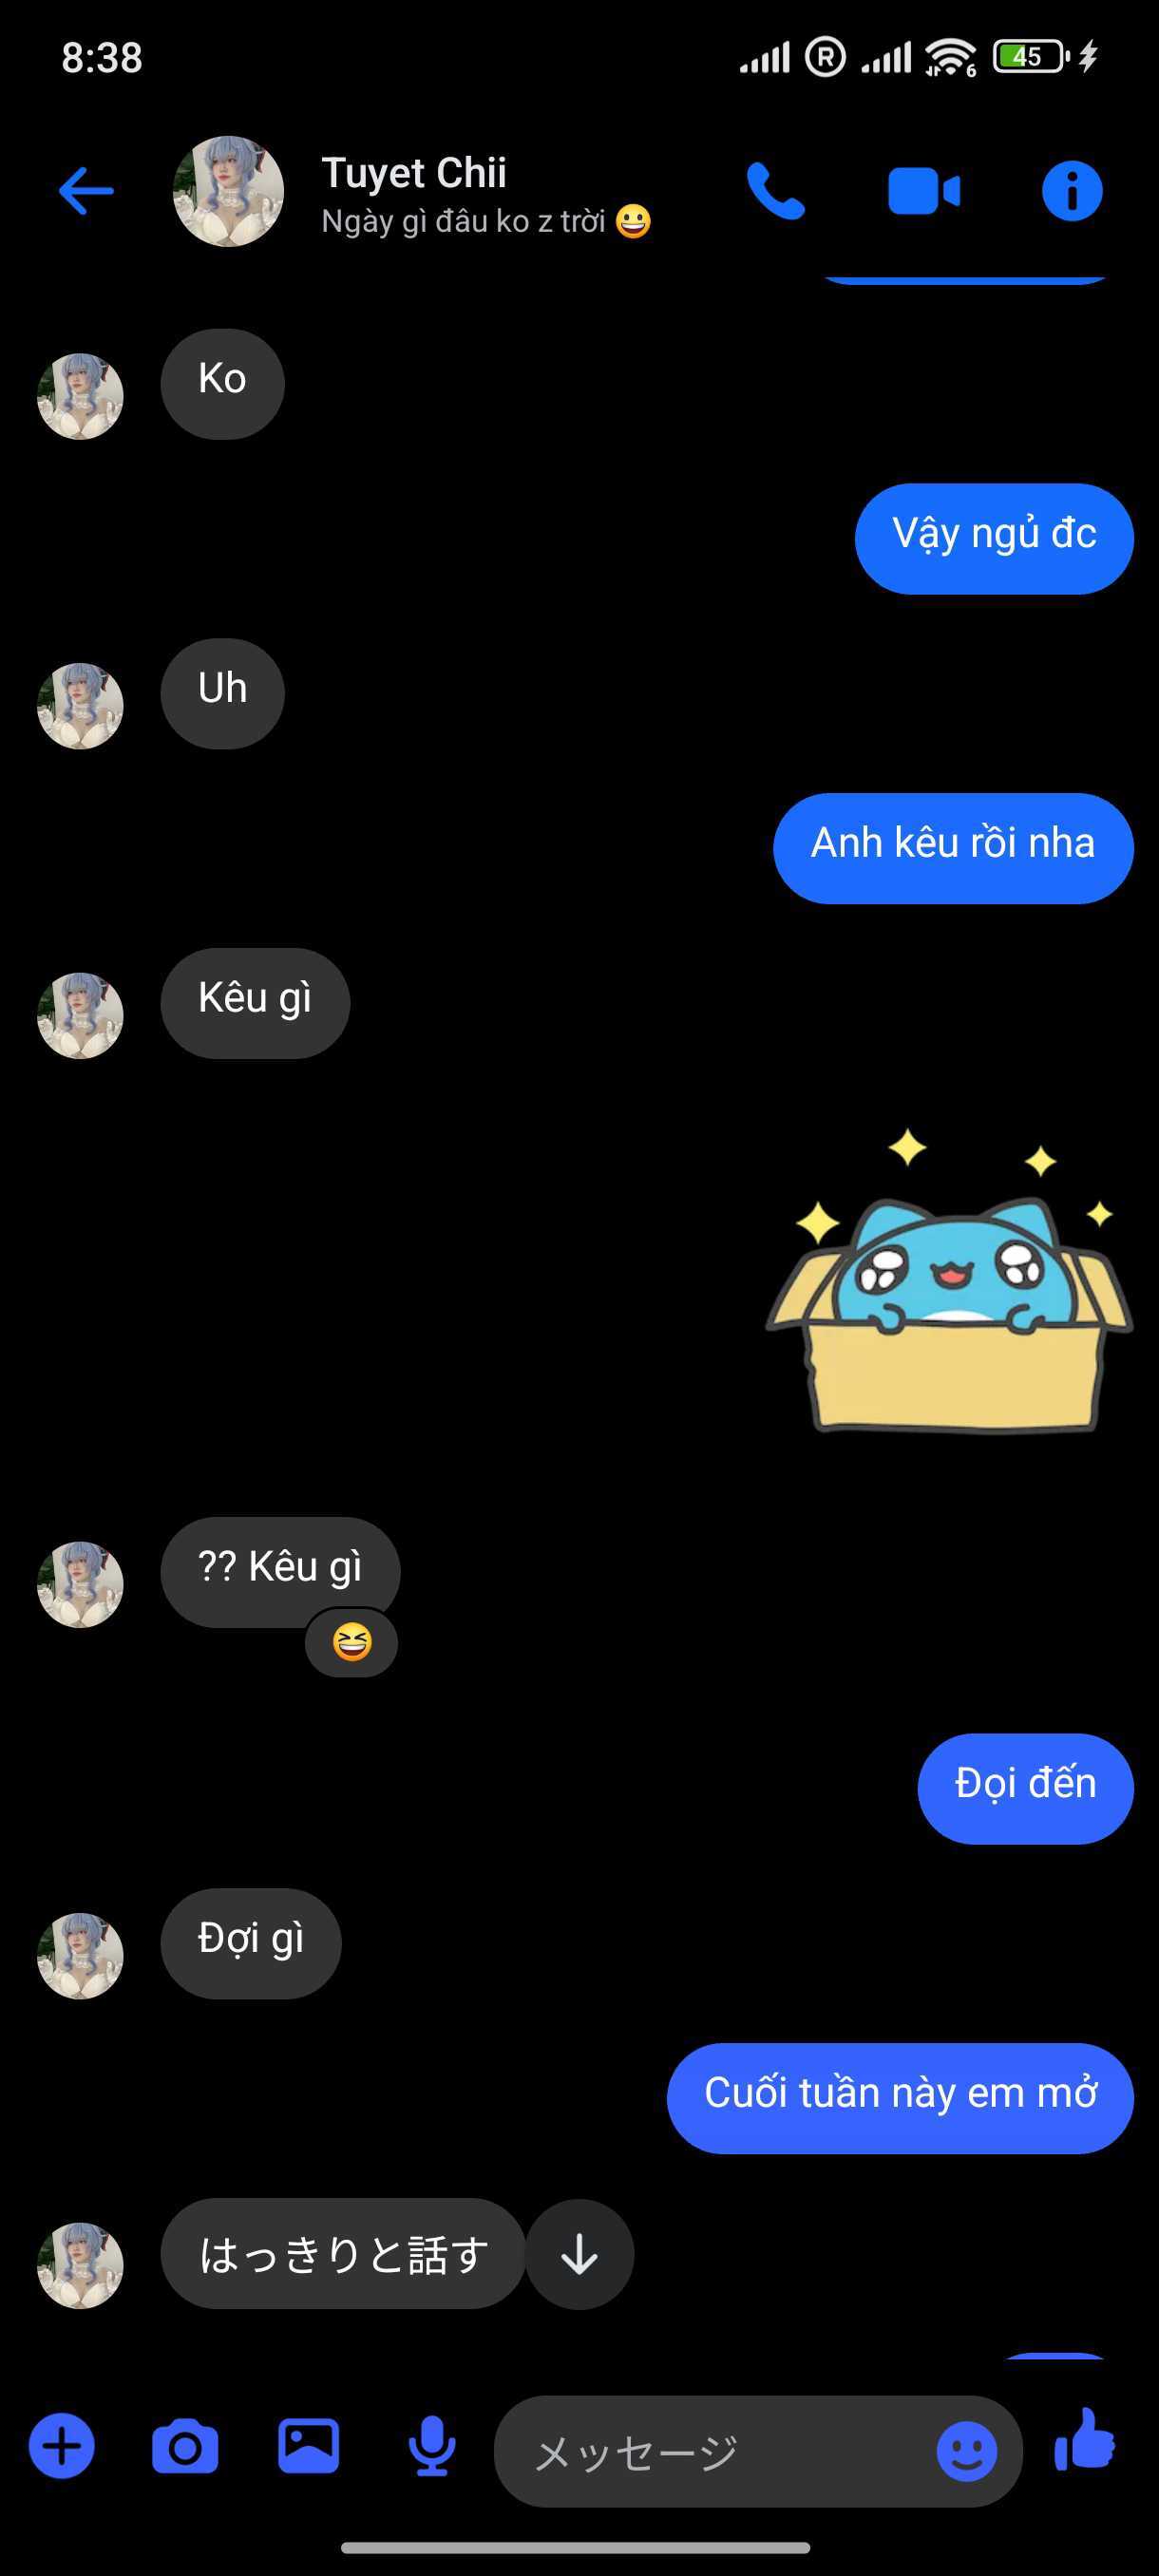 8:38
R
6
45
Tuyet Chii
Ngày gì đâu ko z trời 😀
Ko
Vậy ngủ đc
Uh
Anh kêu rồi nha
Kêu gì
?? Kêu gì
😆
Đọi đến
Đợi gì
Cuối tuần này em mở
はっきりと話す
メッセージ